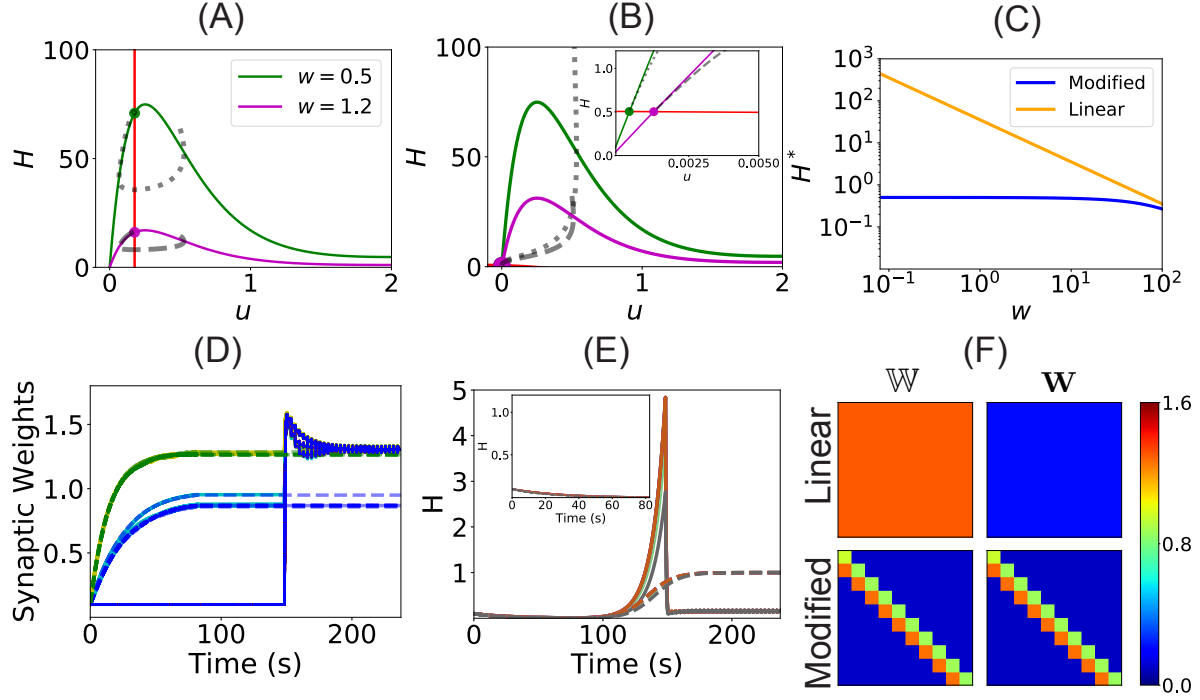 (A)
(B)
(C)
H
100
50
0
w = 0.5
w = 1.2
0
1
2
u
H
100
75
50
25
0
H
1.0
0.5
0.0
0.0025
0.0050
u
0
1
2
u
H*
10³
10²
10¹
10⁰
10⁻¹
Modified
Linear
10⁻¹
10⁰
10¹
10²
w
(D)
(E)
(F)
Synaptic Weights
1.5
1.0
0.5
0
100
200
Time (s)
H
5
4
3
2
1
H
1.0
0.5
0
20
40
60
80
Time (s)
0
100
200
Time (s)
𝕎
W
Linear
Modified
1.6
0.8
0.0